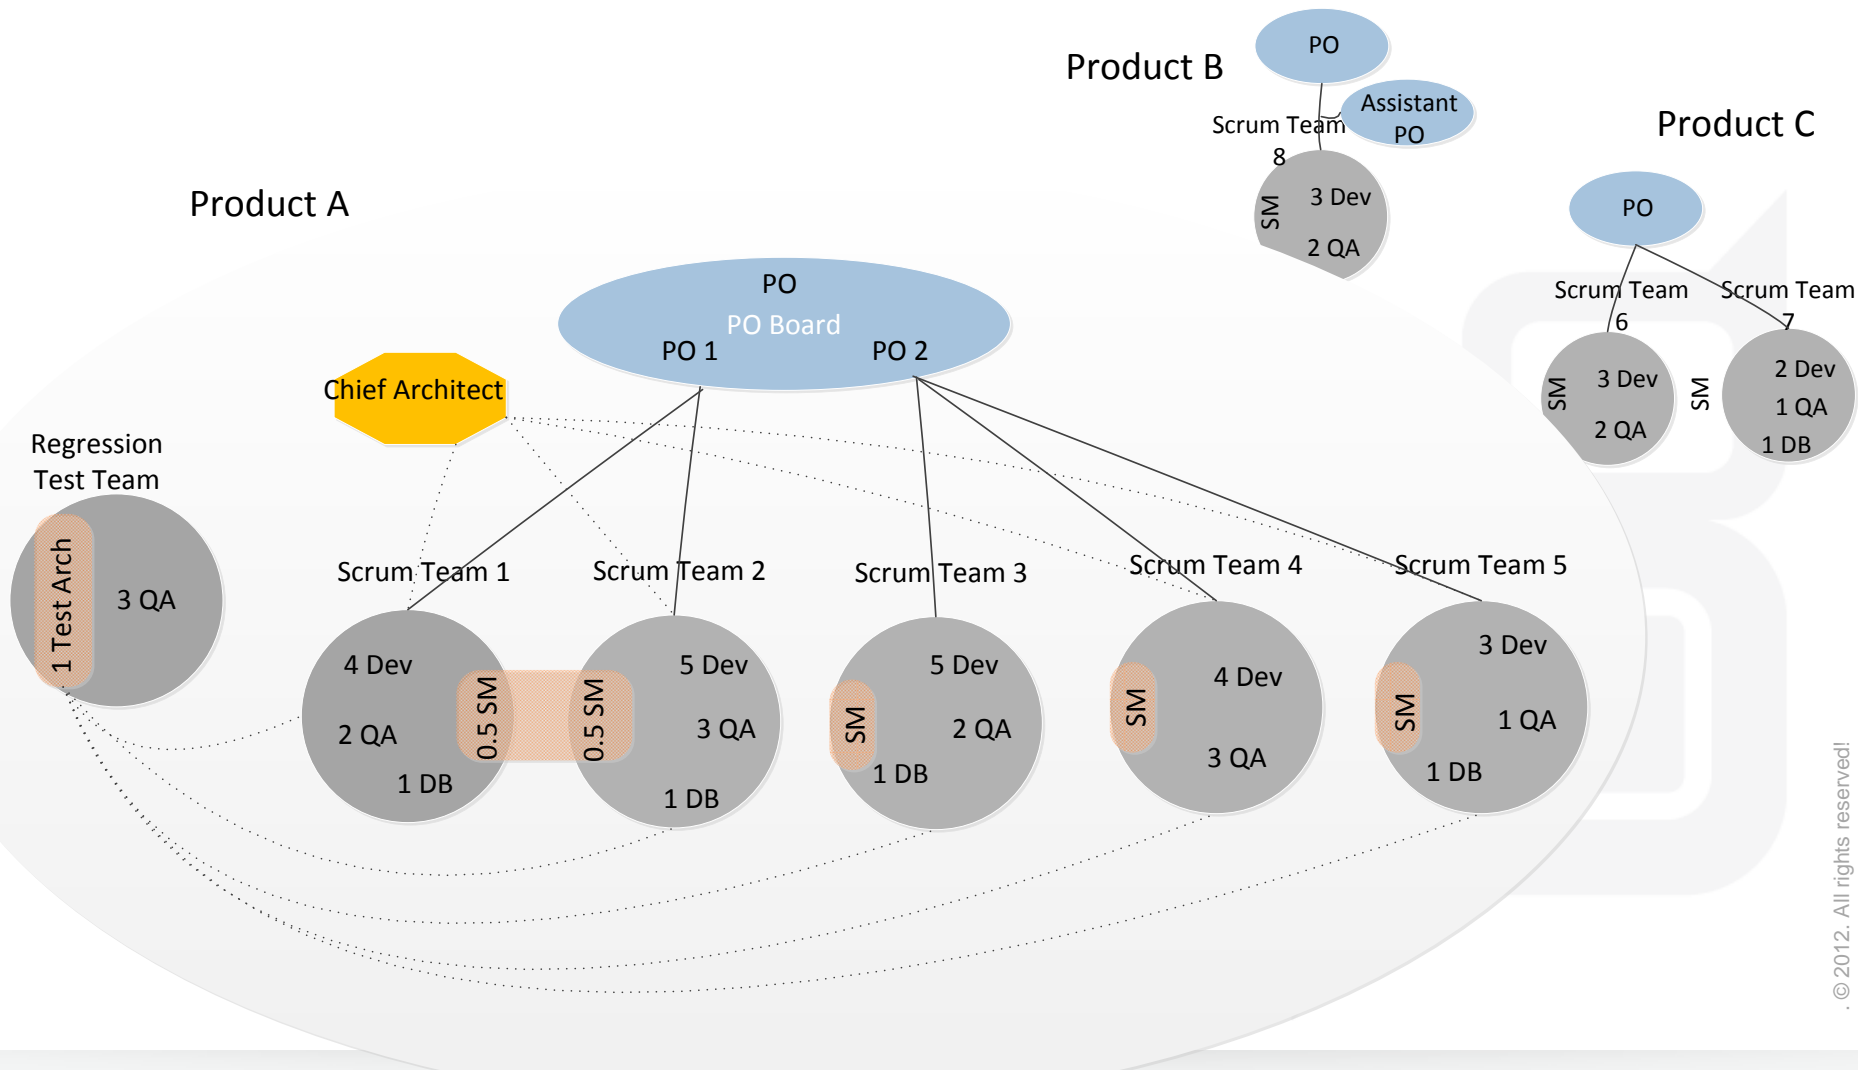 Product A
Product B
PO
Assistant
PO
Scrum Team
8
SM
3 Dev
2 QA
Product C
PO
Scrum Team
6
SM
3 Dev
2 QA
Scrum Team
7
SM
2 Dev
1 QA
1 DB
PO
PO Board
PO 1
PO 2
Chief Architect
Regression
Test Team
1 Test Arch
3 QA
Scrum Team 1
4 Dev
2 QA
1 DB
0.5 SM
Scrum Team 2
0.5 SM
5 Dev
3 QA
1 DB
Scrum Team 3
SM
5 Dev
2 QA
1 DB
Scrum Team 4
SM
4 Dev
3 QA
Scrum Team 5
SM
3 Dev
1 QA
1 DB
. © 2012. All rights reserved!